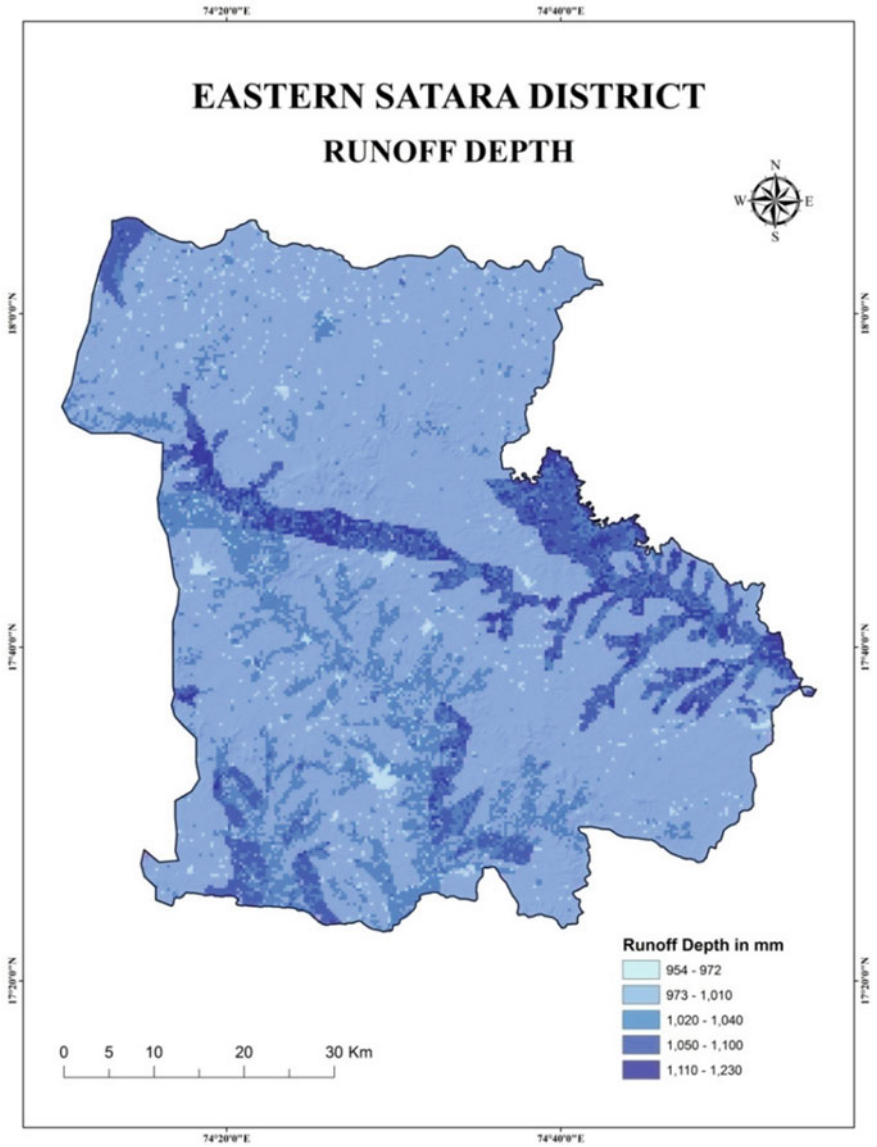 74°20'0"E 74°40'0"E
EASTERN SATARA DISTRICT
RUNOFF DEPTH
N
W E
S
18°0'0"N 18°0'0"N
17°40'0"N 17°40'0"N
17°20'0"N 17°20'0"N
Runoff Depth in mm
954 - 972
973 - 1,010
1,020 - 1,040
1,050 - 1,100
1,110 - 1,230
0 5 10 20 30 Km
74°20'0"E 74°40'0"E